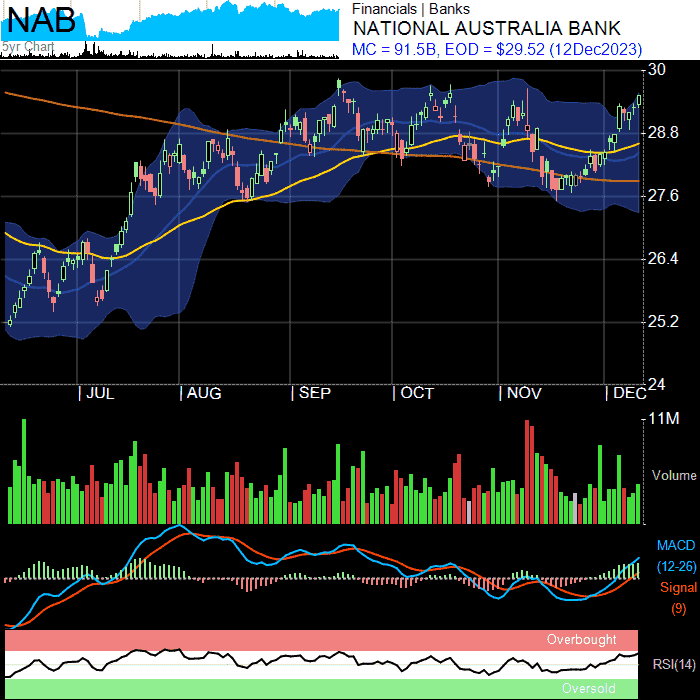 NAB
5yr Chart
Financials | Banks
NATIONAL AUSTRALIA BANK
MC = 91.5B, EOD = $29.52 (12Dec2023)
30
28.8
27.6
26.4
25.2
24
| JUL | AUG | SEP | OCT | NOV | DEC
11M
Volume
MACD
(12-26)
Signal
(9)
Overbought
RSI(14)
Oversold